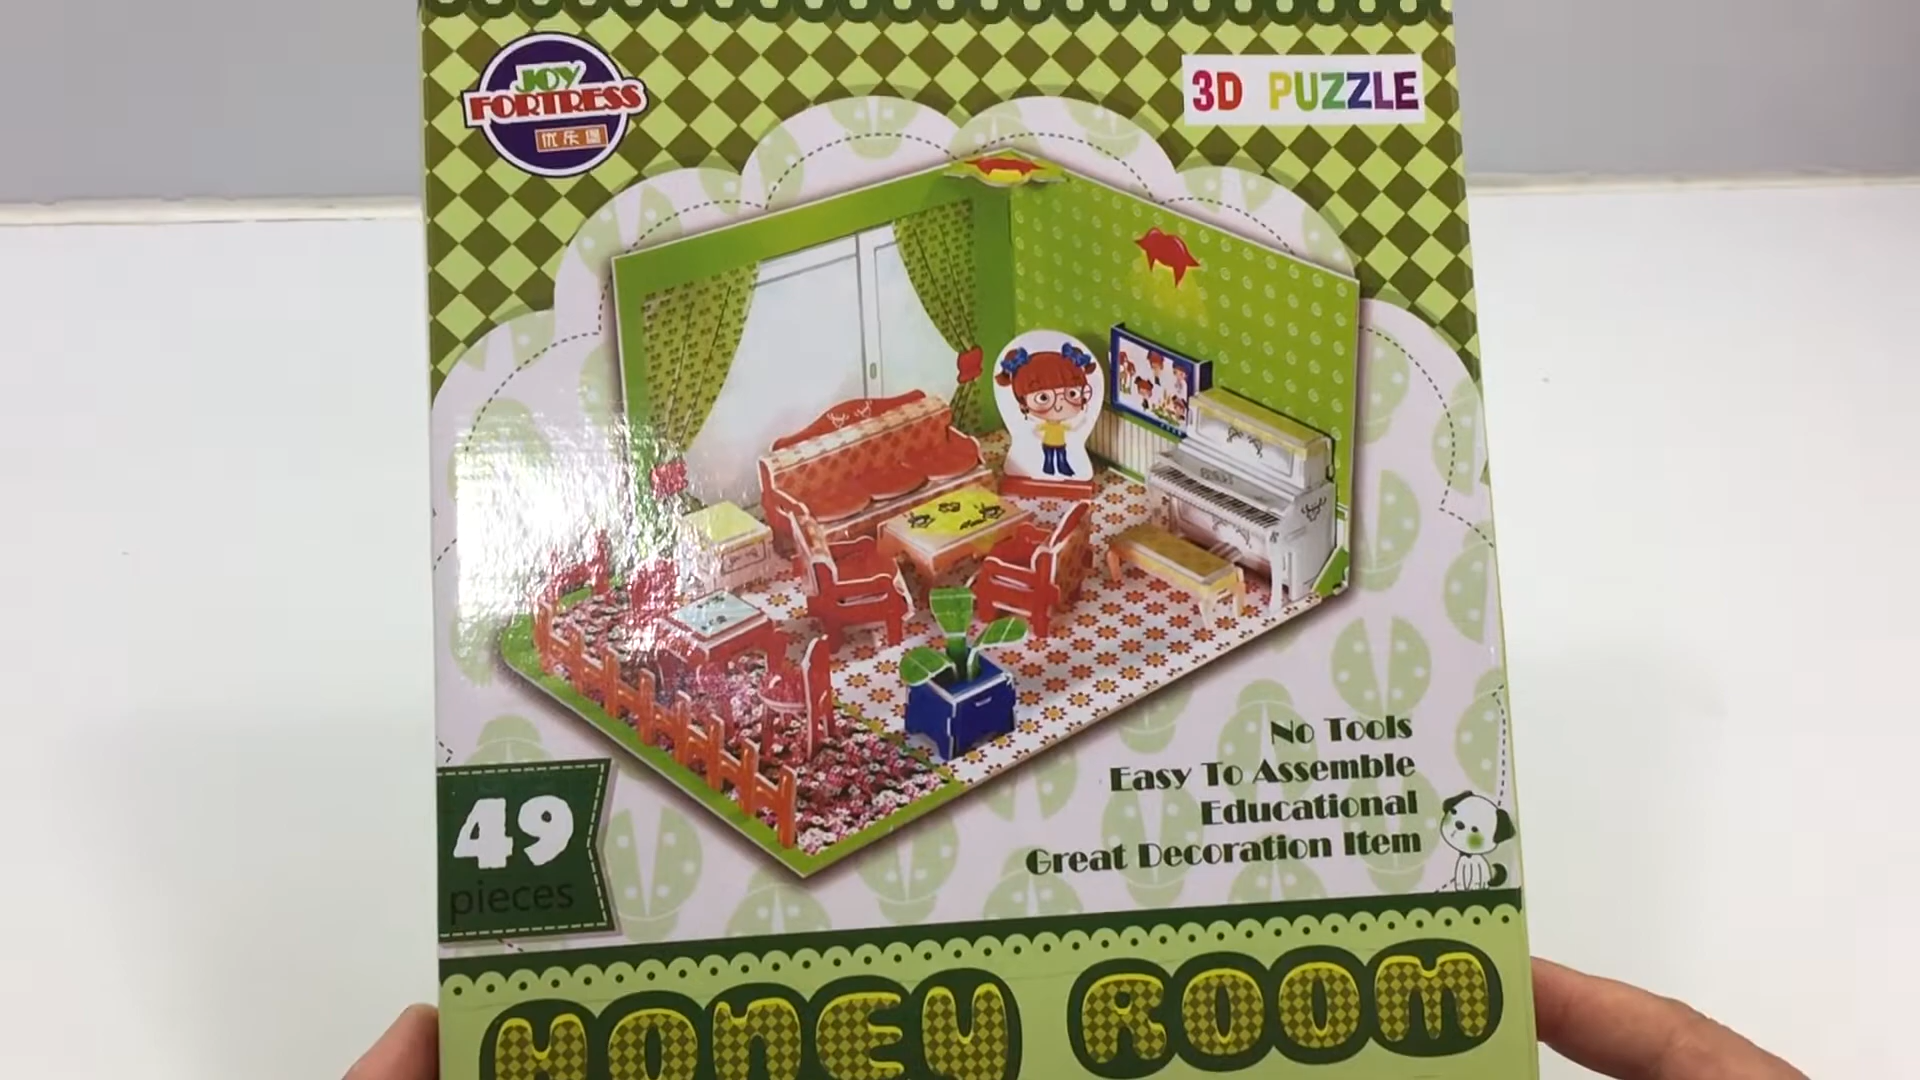 JOY
FORTRESS
优乐堡
3D PUZZLE
No Tools
Easy To Assemble
Educational
Great Decoration Item
49
pieces
HONEY ROOM